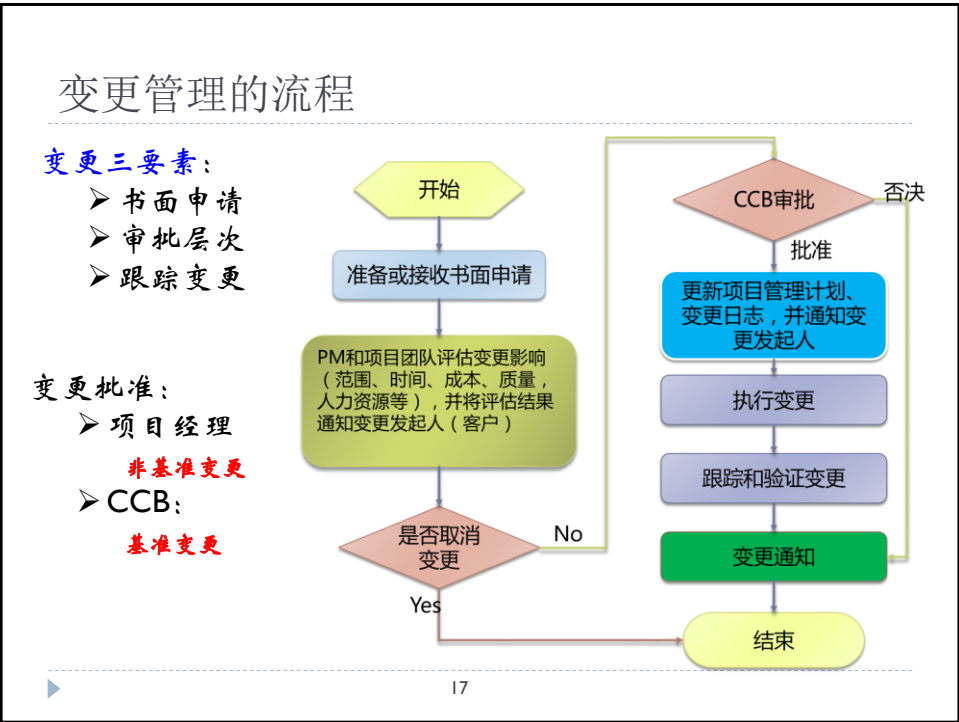 变更管理的流程
变更三要素：
书面申请
审批层次
跟踪变更
变更批准：
项目经理
非基准变更
CCB：
基准变更
开始
准备或接收书面申请
PM和项目团队评估变更影响
（范围、时间、成本、质量，
人力资源等），并将评估结果
通知变更发起人（客户）
是否取消
变更
No
Yes
CCB审批
否决
批准
更新项目管理计划、
变更日志，并通知变
更发起人
执行变更
跟踪和验证变更
变更通知
结束
17